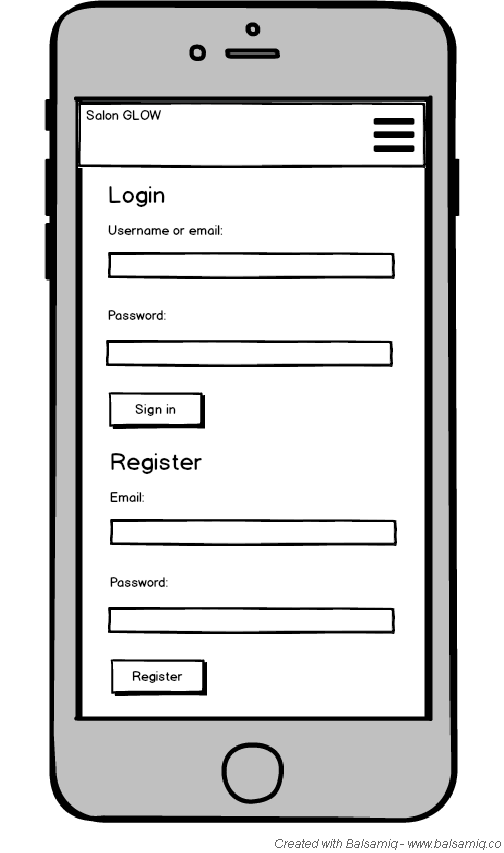 Salon GLOW
Login
Username or email:
Password:
Sign in
Register
Email:
Password:
Register
Created with Balsamiq - www.balsamiq.co